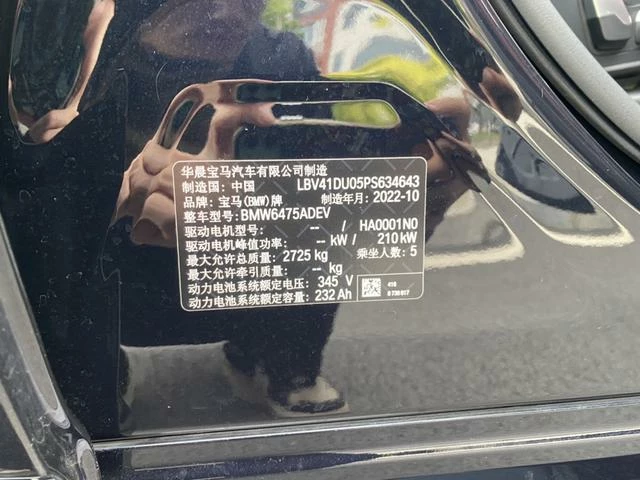 华晨宝马汽车有限公司制造
制造国：中国 LBV41DU05PS634643
品牌：宝马(BMW)牌 制造年月：2022-10
整车型号：BMW6475ADEV
驱动电机型号： -- / HA0001N0
驱动电机峰值功率： -- kW / 210 kW
最大允许总质量：2725 kg 乘坐人数：5
最大允许牵引质量： -- kg
动力电池系统额定电压：345 V
动力电池系统额定容量：232 Ah